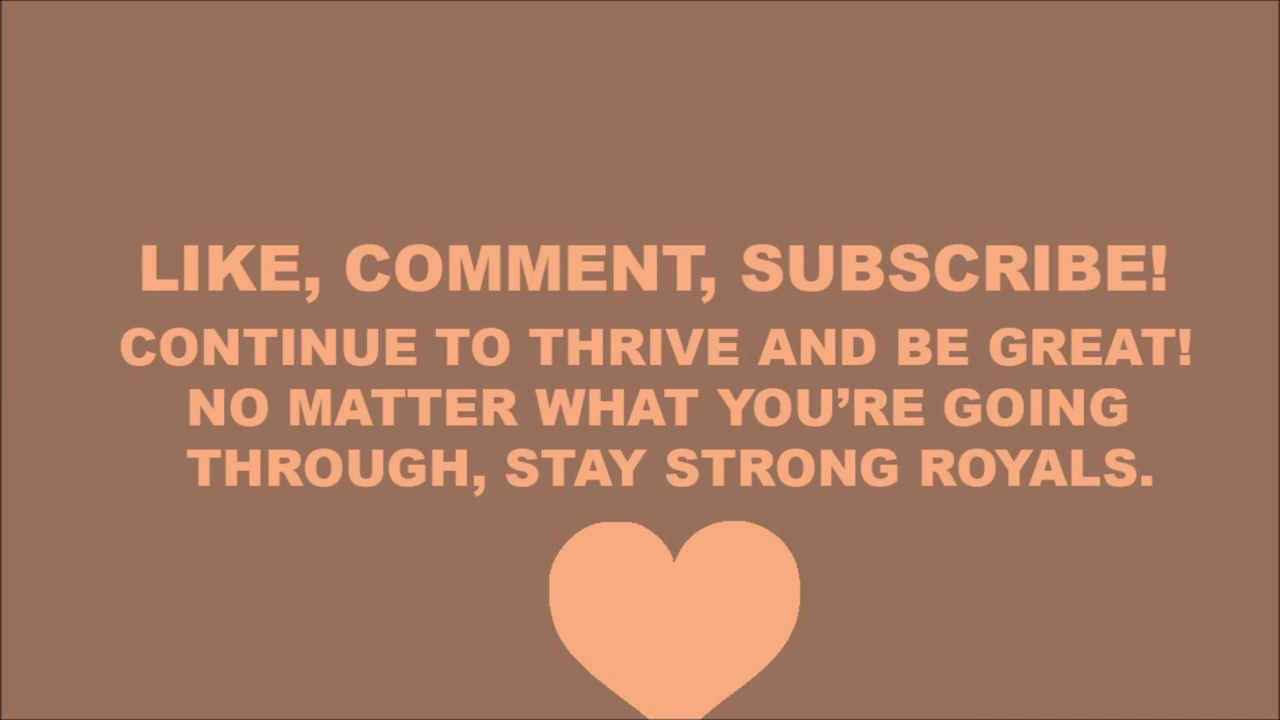 LIKE, COMMENT, SUBSCRIBE!
CONTINUE TO THRIVE AND BE GREAT!
NO MATTER WHAT YOU’RE GOING
THROUGH, STAY STRONG ROYALS.